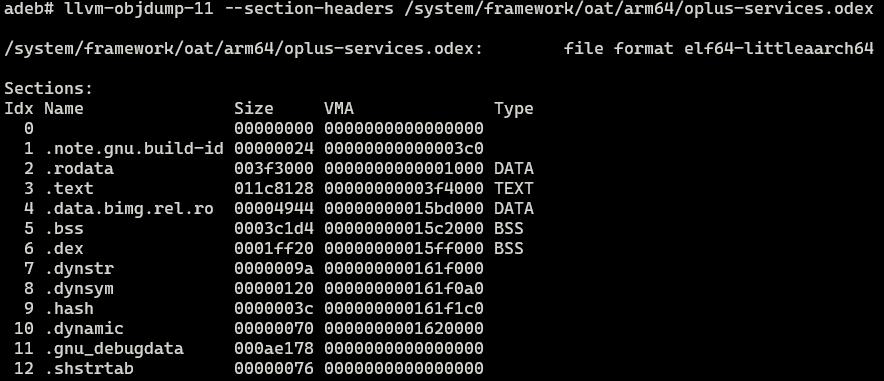 adeb# llvm-objdump-11 --section-headers /system/framework/oat/arm64/oplus-services.odex
/system/framework/oat/arm64/oplus-services.odex:        file format elf64-littleaarch64
Sections:
Idx Name              Size     VMA              Type
  0                   00000000 0000000000000000
  1 .note.gnu.build-id 00000024 00000000000003c0
  2 .rodata           003f3000 0000000000001000 DATA
  3 .text             011c8128 00000000003f4000 TEXT
  4 .data.bimg.rel.ro 00004944 00000000015bd000 DATA
  5 .bss              0003c1d4 00000000015c2000 BSS
  6 .dex              0001ff20 00000000015ff000 BSS
  7 .dynstr           0000009a 000000000161f000
  8 .dynsym           00000120 000000000161f0a0
  9 .hash             0000003c 000000000161f1c0
 10 .dynamic          00000070 0000000001620000
 11 .gnu_debugdata    000ae178 0000000000000000
 12 .shstrtab         00000076 0000000000000000